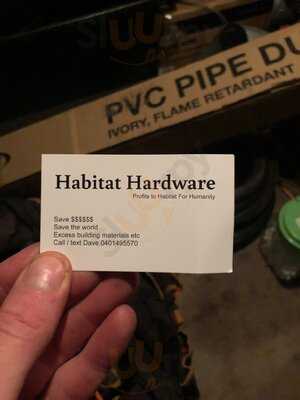 PVC PIPE DU
IVORY, FLAME RETARDANT
Habitat Hardware
Profits to Habitat For Humanity
Save $$$$$$
Save the world
Excess building materials etc
Call / text Dave 0401495570